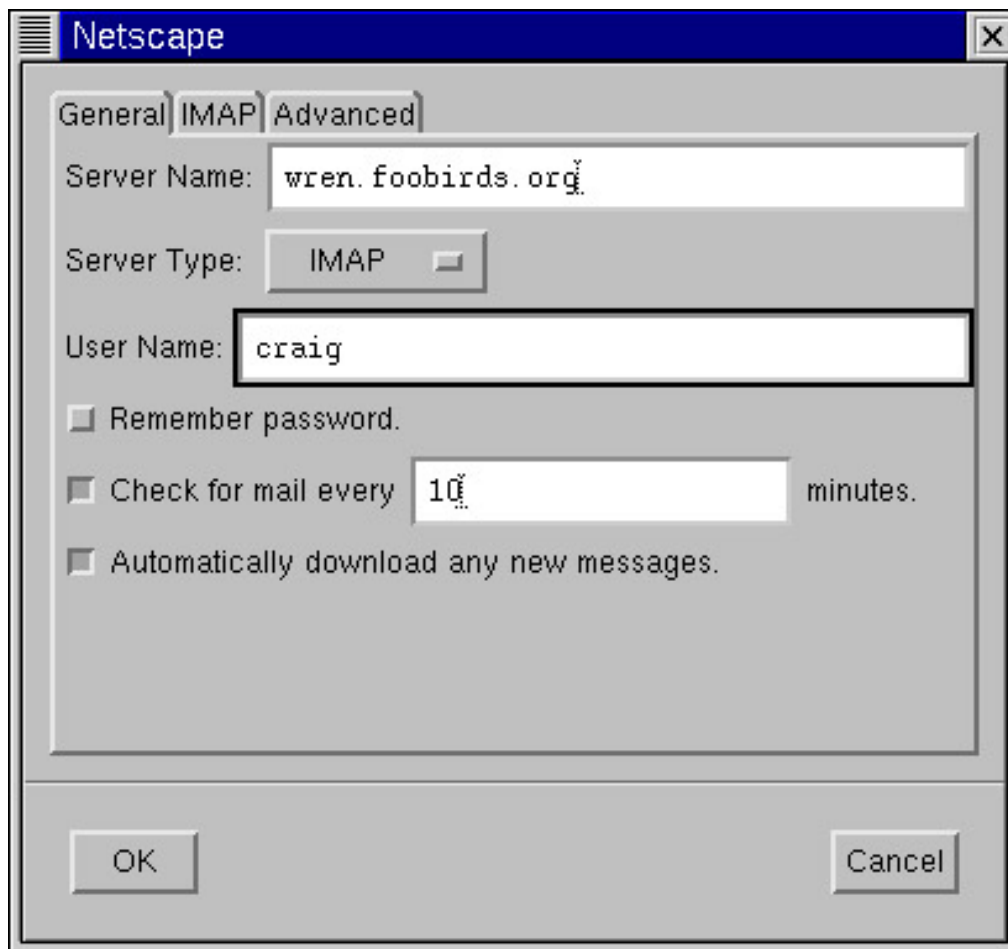 Netscape
General IMAP Advanced
Server Name: wren.foobirds.org
Server Type: IMAP
User Name: craig
Remember password.
Check for mail every 10 minutes.
Automatically download any new messages.
OK Cancel